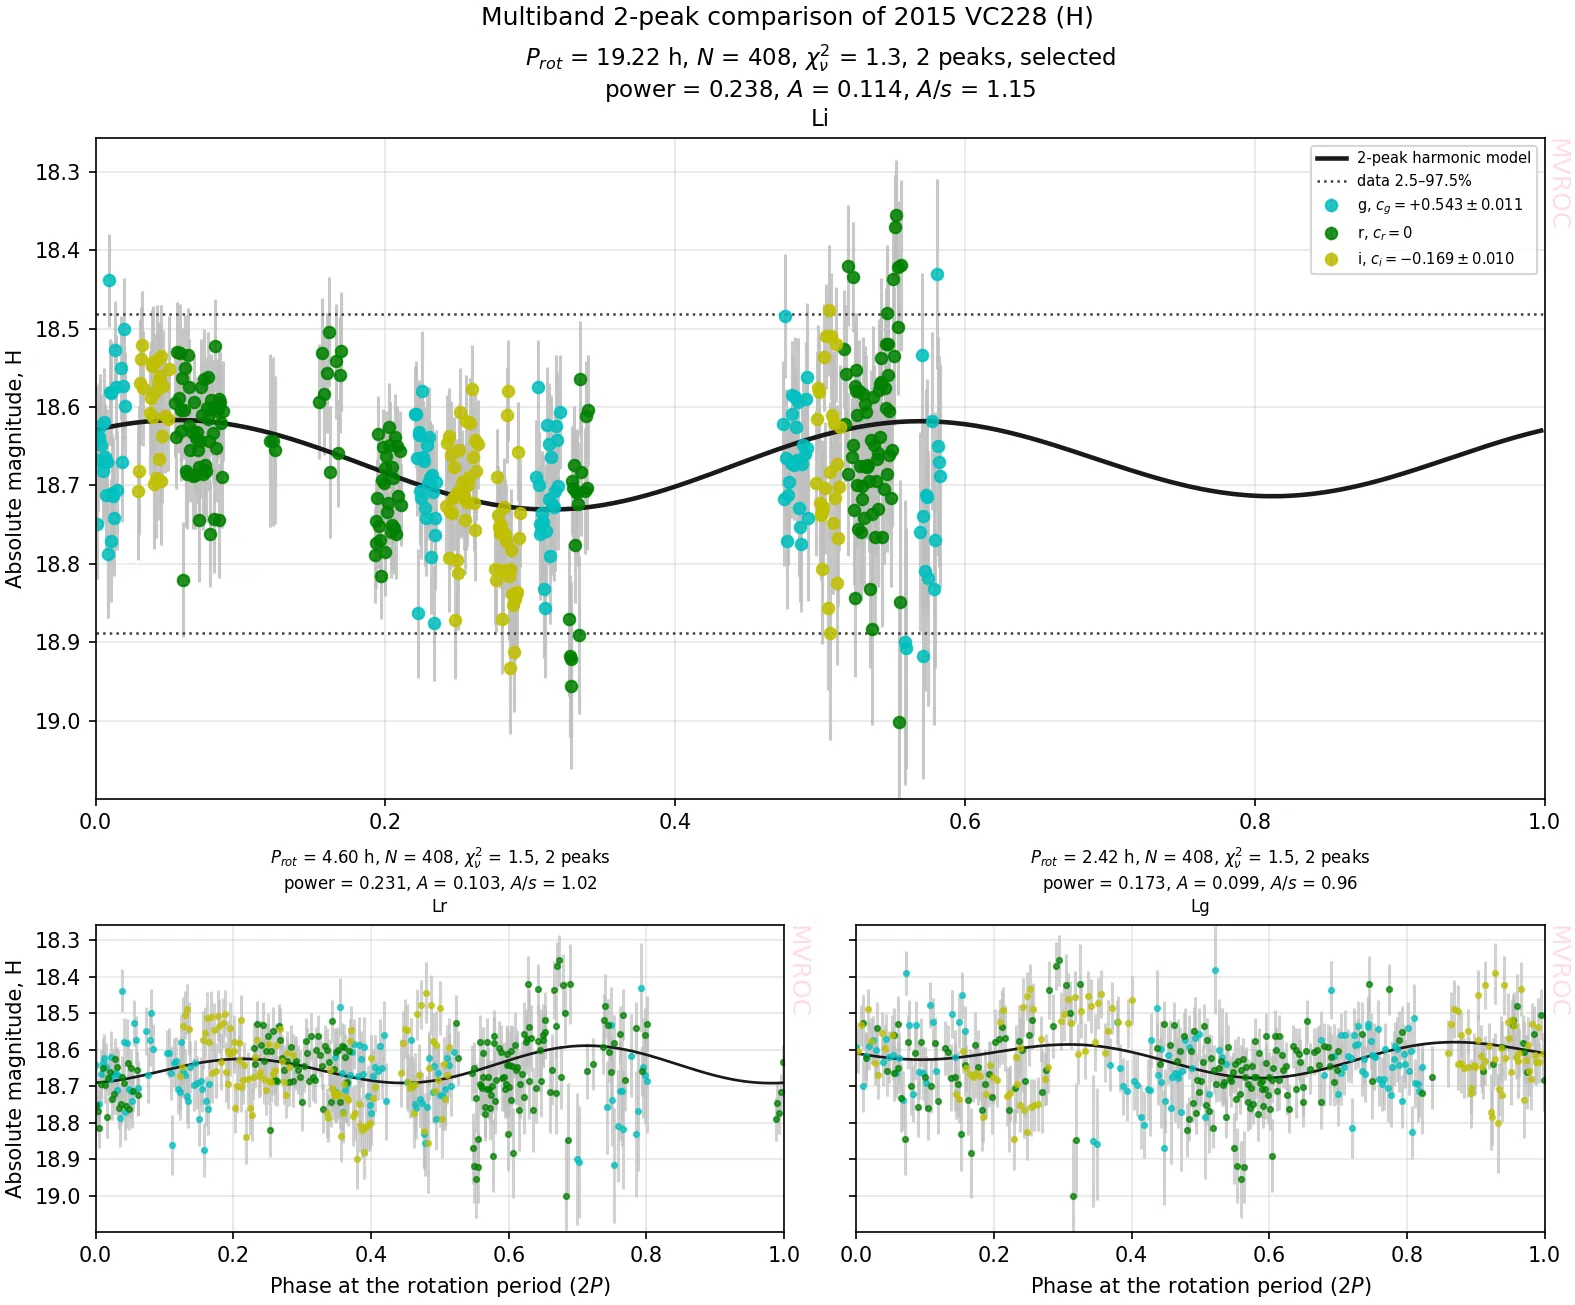 Multiband 2-peak comparison of 2015 VC228 (H)
P_rot = 19.22 h, N = 408, χ²_ν = 1.3, 2 peaks, selected
power = 0.238, A = 0.114, A/s = 1.15
Li
MVROC
2-peak harmonic model
data 2.5–97.5%
g, c_g = +0.543 ± 0.011
r, c_r = 0
i, c_i = −0.169 ± 0.010
Absolute magnitude, H
18.3
18.4
18.5
18.6
18.7
18.8
18.9
19.0
0.0 0.2 0.4 0.6 0.8 1.0
P_rot = 4.60 h, N = 408, χ²_ν = 1.5, 2 peaks
power = 0.231, A = 0.103, A/s = 1.02
Lr
MVROC
Absolute magnitude, H
18.3
18.4
18.5
18.6
18.7
18.8
18.9
19.0
0.0 0.2 0.4 0.6 0.8 1.0
Phase at the rotation period (2P)
P_rot = 2.42 h, N = 408, χ²_ν = 1.5, 2 peaks
power = 0.173, A = 0.099, A/s = 0.96
Lg
MVROC
0.0 0.2 0.4 0.6 0.8 1.0
Phase at the rotation period (2P)